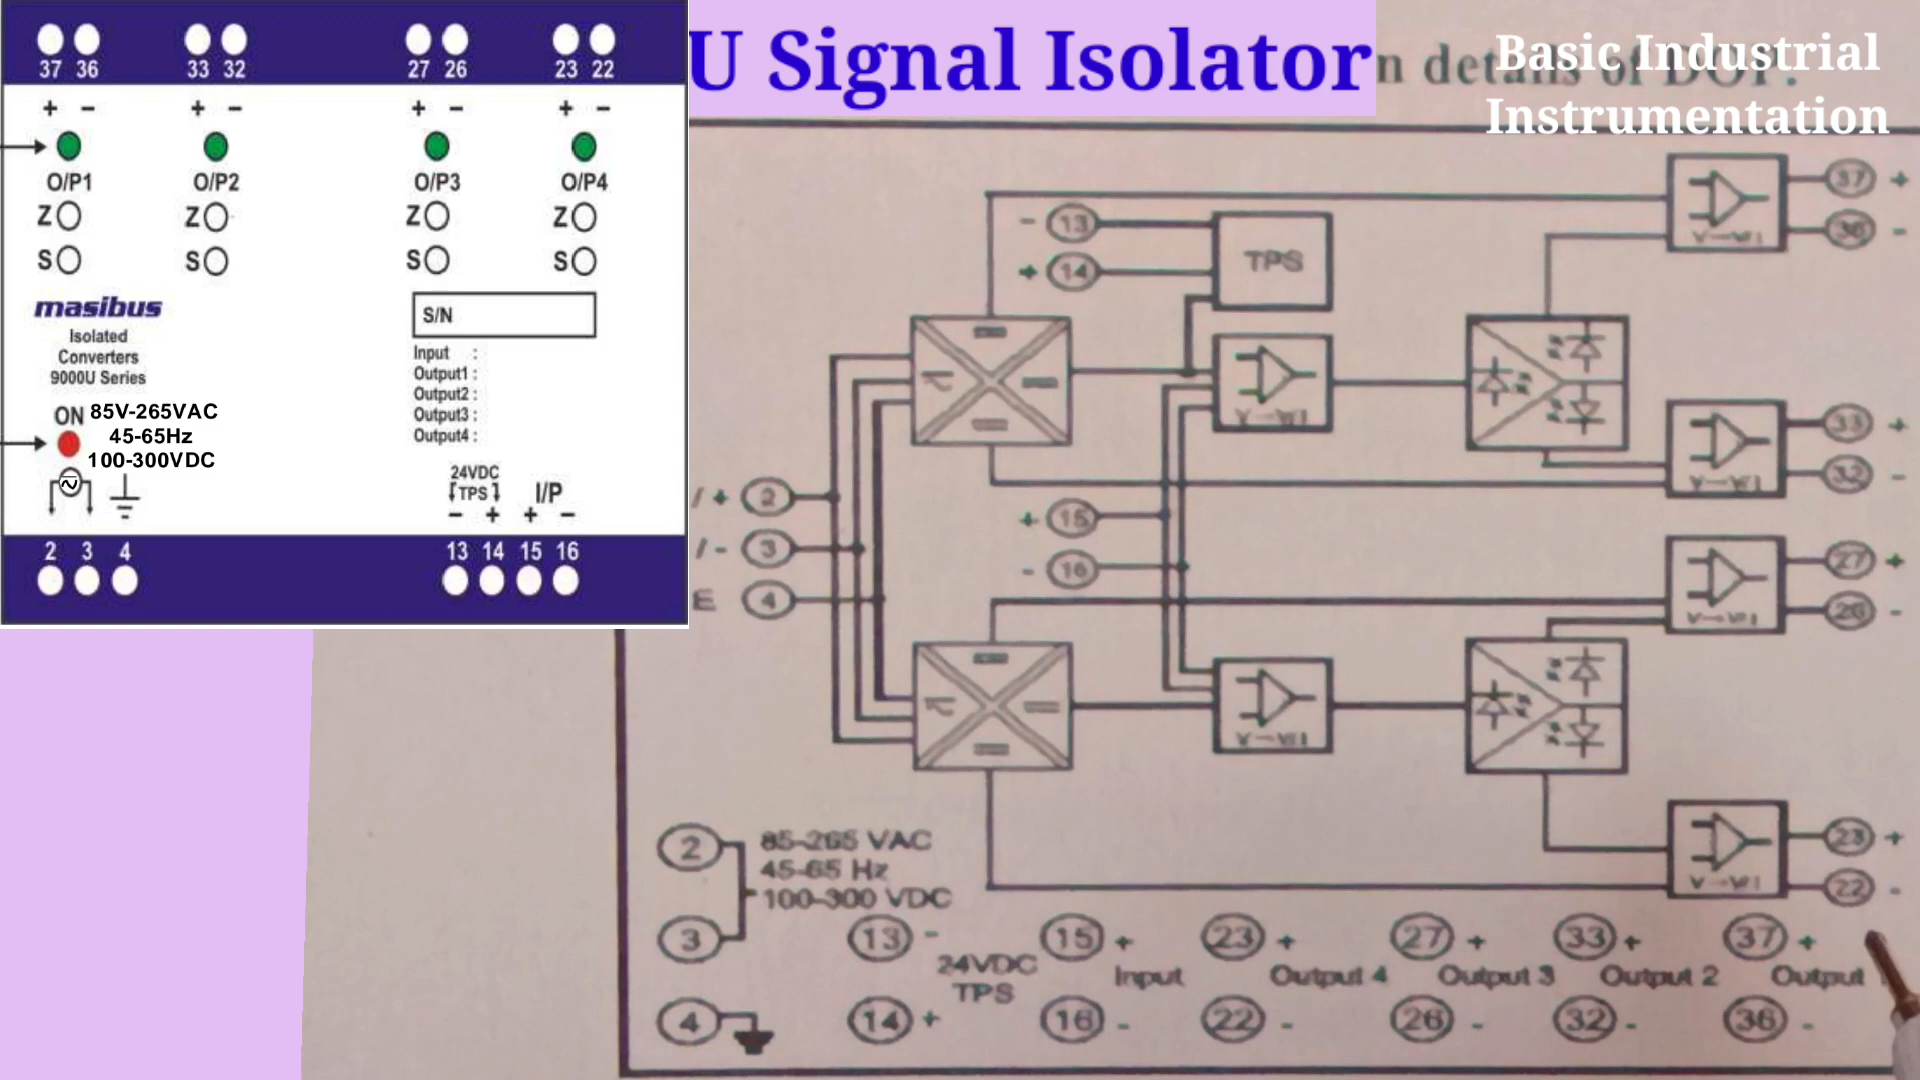 U Signal Isolator
n details of DOT:
Basic Industrial
Instrumentation
37 36 33 32 27 26 23 22
+ - + - + - + -
O/P1 O/P2 O/P3 O/P4
Z Z Z Z
S S S S
masibus
Isolated
Converters
9000U Series
ON 85V-265VAC
45-65Hz
100-300VDC
S/N
Input :
Output1 :
Output2 :
Output3 :
Output4 :
24VDC
TPS I/P
- + + -
2 3 4 13 14 15 16
37 +
36 -
- 13
+ 14
TPS
33 +
32 -
/ + 2
/ - 3
E 4
+ 15
- 16
27 +
26 -
23 +
22 -
2 85-265 VAC
45-65 Hz
100-300 VDC
3
4
13 -
24VDC
TPS
14 +
15 +
Input
16 -
23 +
Output 4
22 -
27 +
Output 3
26 -
33 +
Output 2
32 -
37 +
Output
36 -